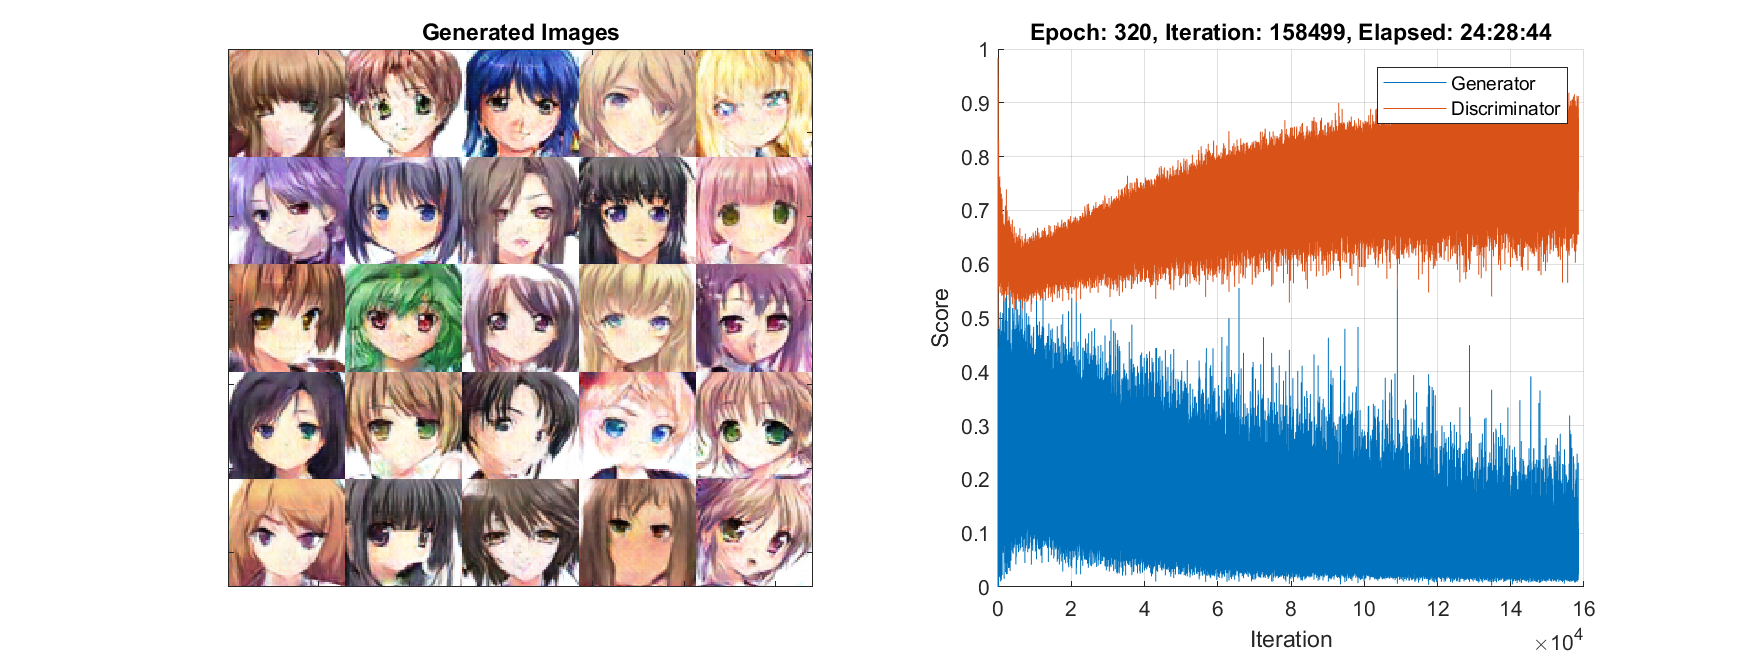 Generated Images
Epoch: 320, Iteration: 158499, Elapsed: 24:28:44
Generator
Discriminator
1
0.9
0.8
0.7
0.6
0.5
0.4
0.3
0.2
0.1
0
Score
0 2 4 6 8 10 12 14 16
Iteration
×10^4